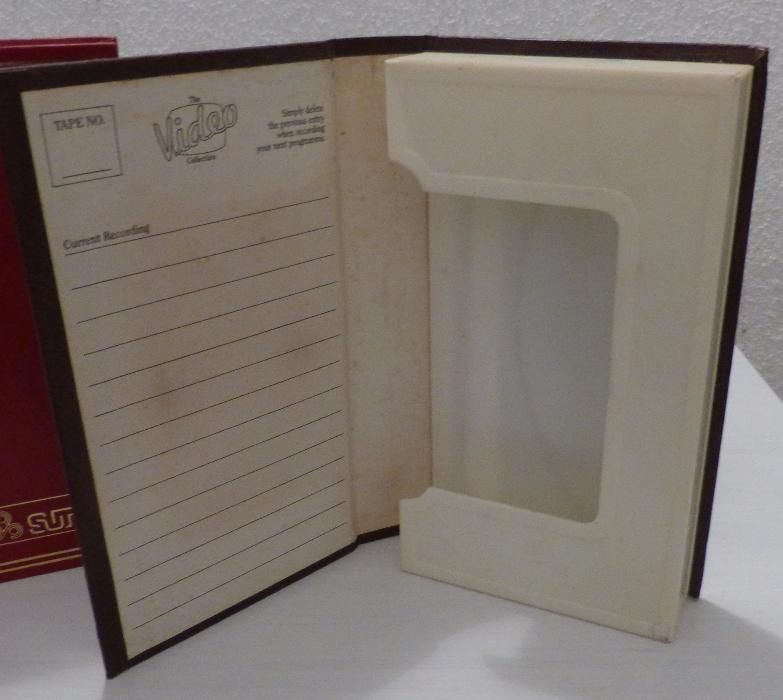 TAPE NO.
The
Video
Collection
Simply delete
the previous entry
when recording
your next programme.
Current Recording